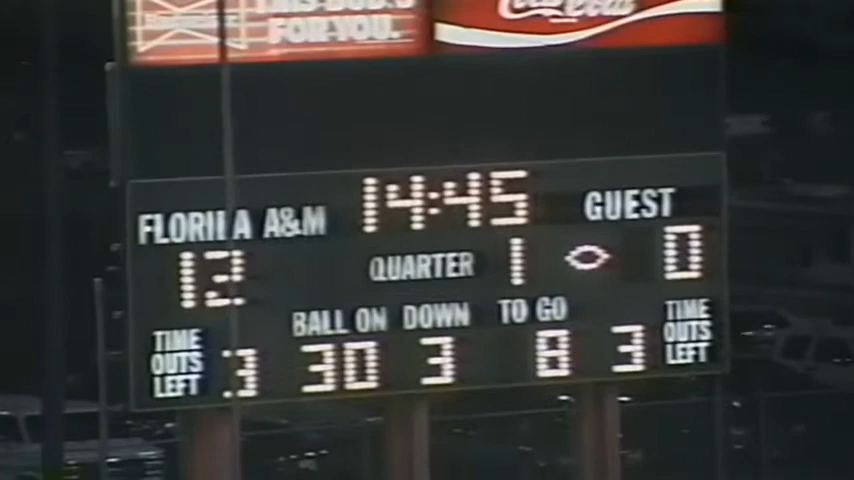 THIS BUD'S
FOR YOU.
Budweiser
Coca-Cola
14:45
FLORIDA A&M
GUEST
12
QUARTER 1
0
BALL ON DOWN TO GO
TIME
OUTS
LEFT
3
30 3 8 3
TIME
OUTS
LEFT